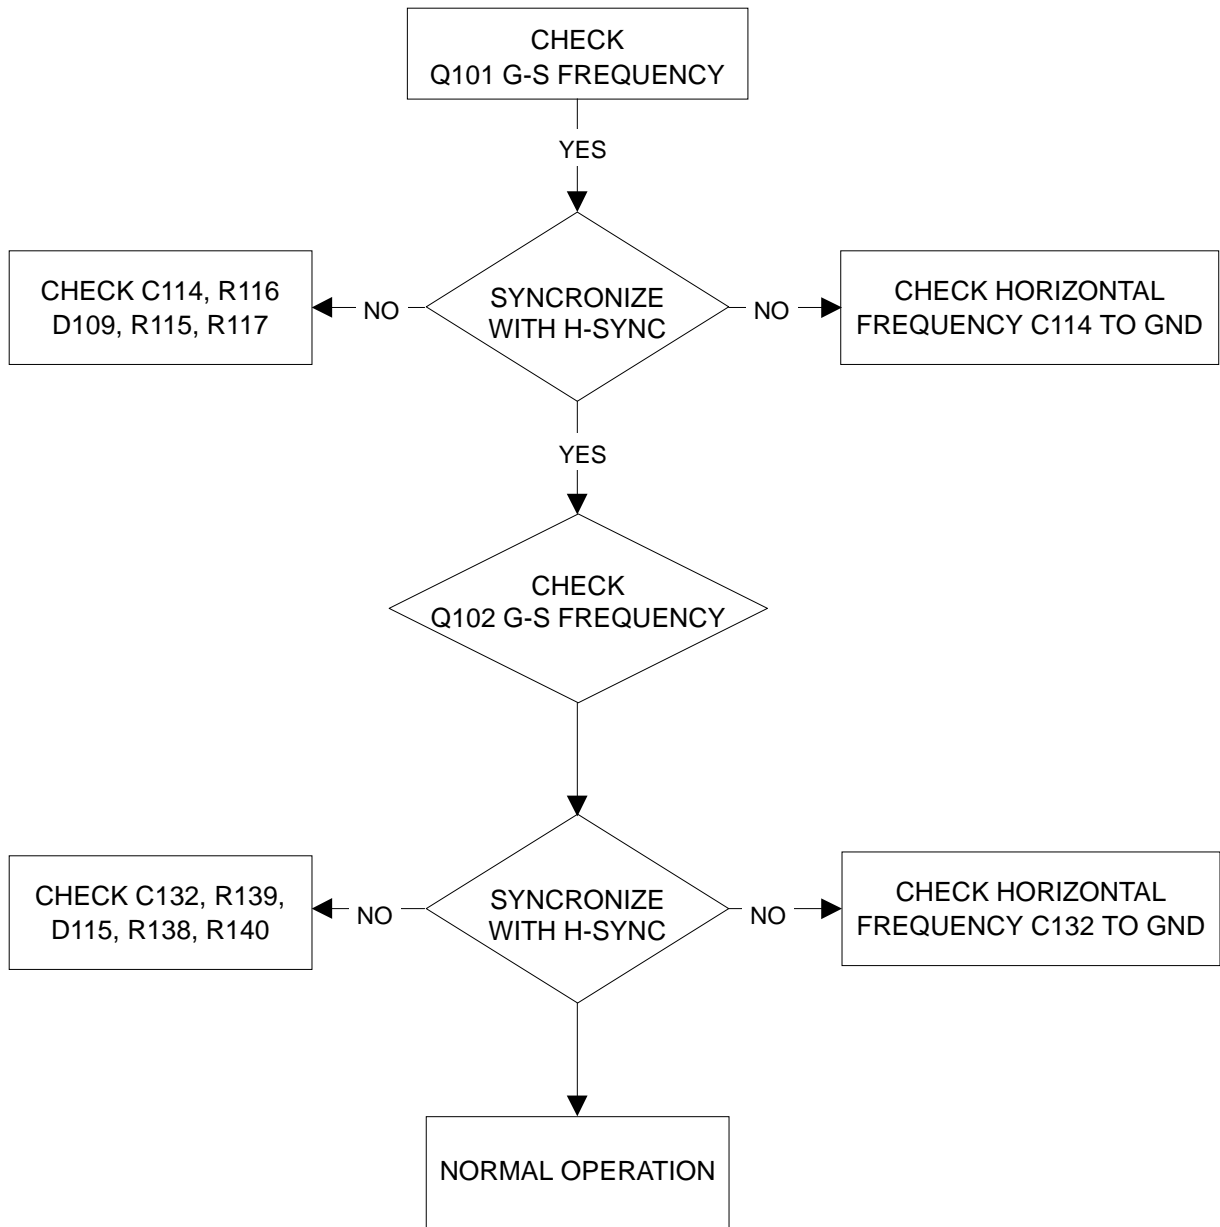 CHECK
Q101 G-S FREQUENCY
YES
CHECK C114, R116
D109, R115, R117
NO
SYNCRONIZE
WITH H-SYNC
NO
CHECK HORIZONTAL
FREQUENCY C114 TO GND
YES
CHECK
Q102 G-S FREQUENCY
CHECK C132, R139,
D115, R138, R140
NO
SYNCRONIZE
WITH H-SYNC
NO
CHECK HORIZONTAL
FREQUENCY C132 TO GND
NORMAL OPERATION